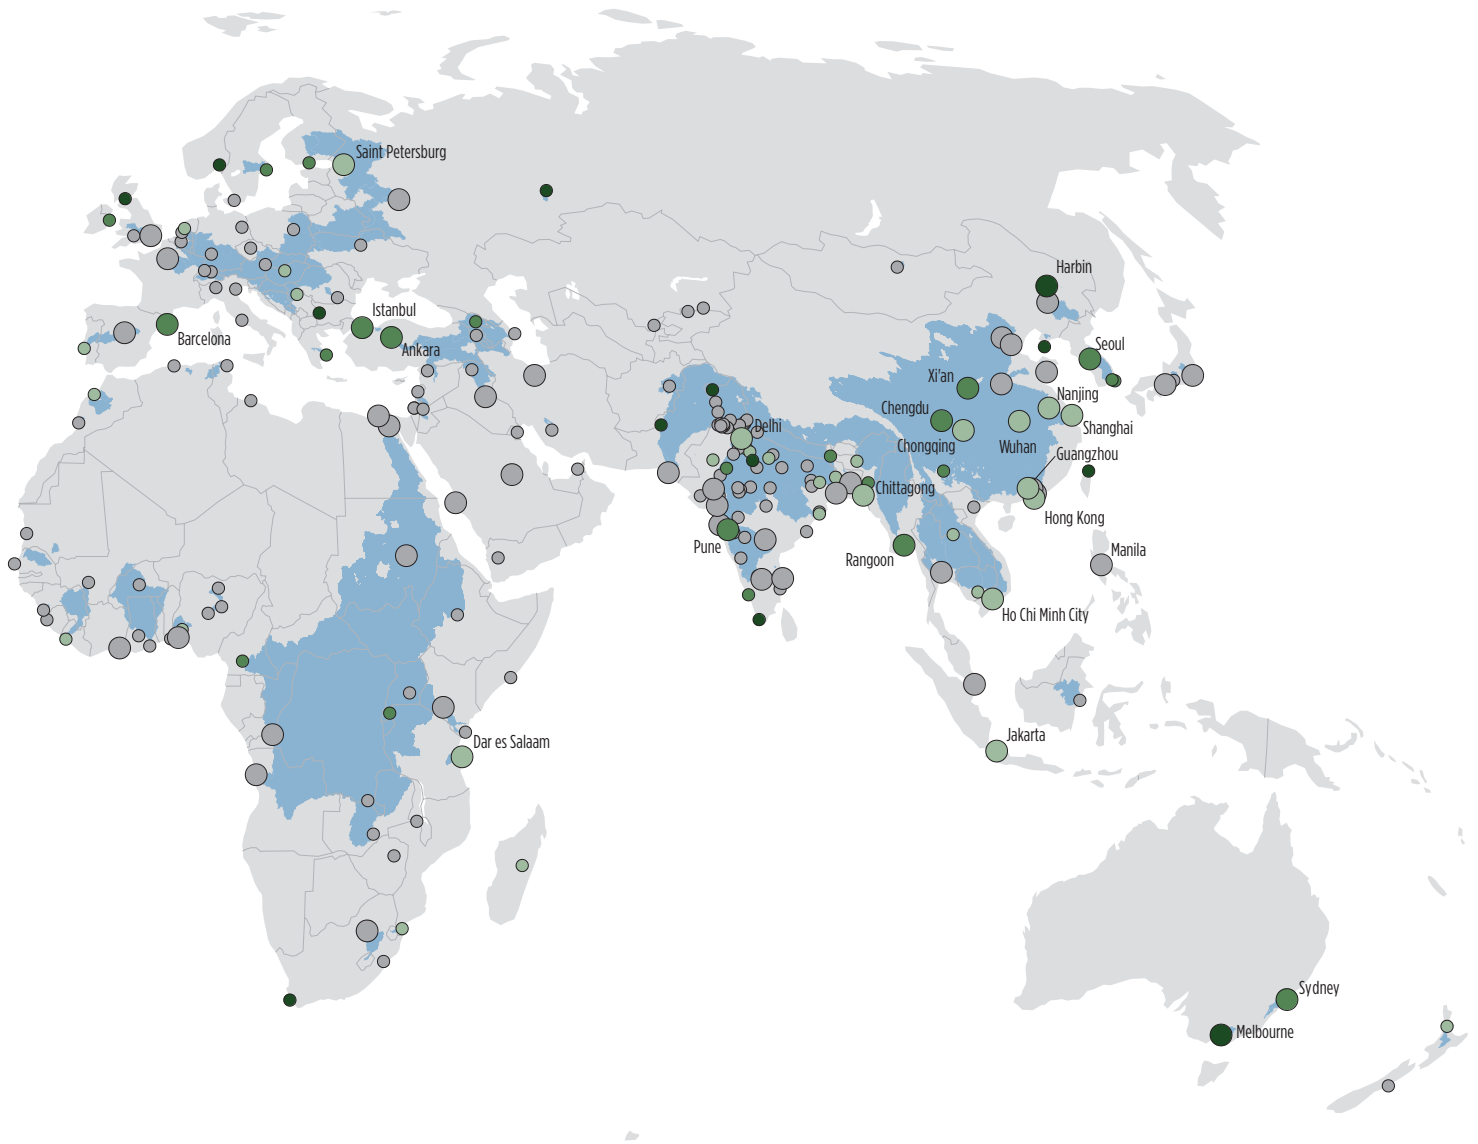 Saint Petersburg
Harbin
Istanbul
Barcelona
Ankara
Seoul
Xi'an
Nanjing
Chengdu
Shanghai
Delhi
Chongqing
Wuhan
Guangzhou
Chittagong
Hong Kong
Pune
Rangoon
Manila
Ho Chi Minh City
Dar es Salaam
Jakarta
Sydney
Melbourne